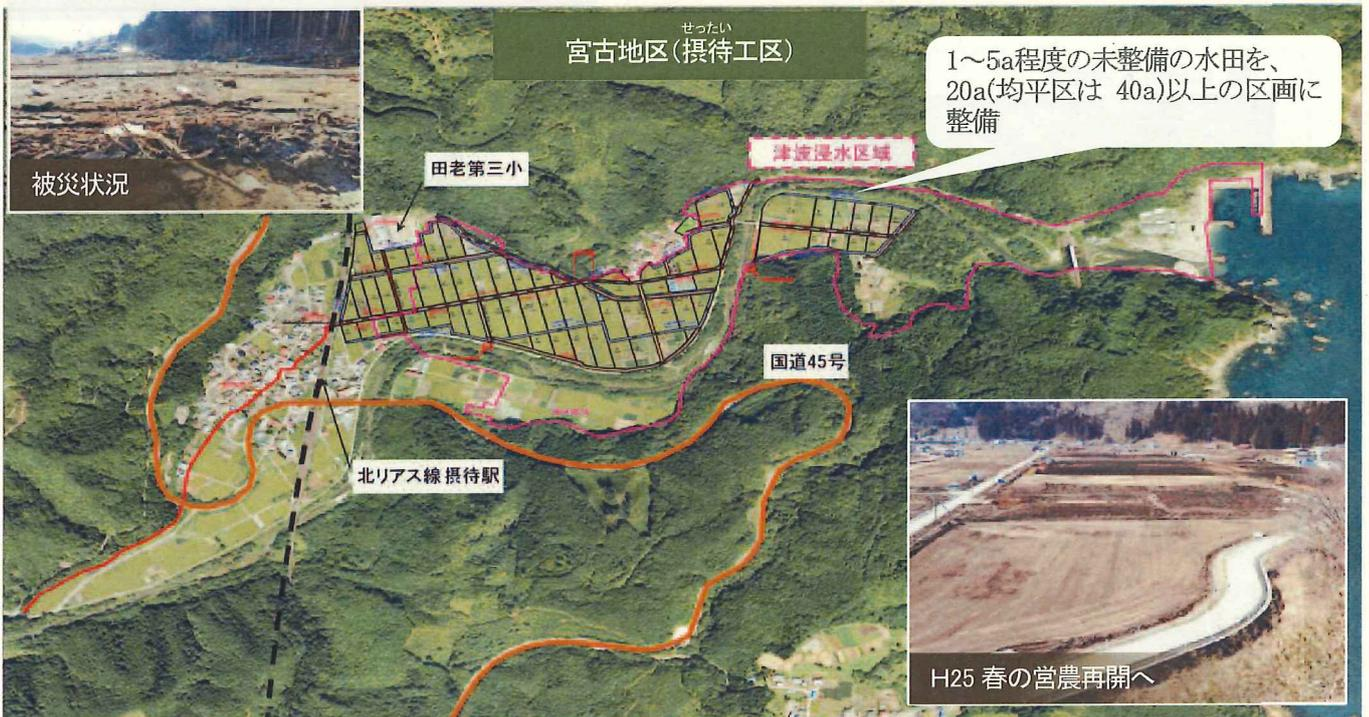 せったい
宮古地区(摂待工区)
1～5a程度の未整備の水田を、
20a(均平区は 40a)以上の区画に
整備
津波浸水区域
田老第三小
被災状況
国道45号
北リアス線 摂待駅
H25 春の営農再開へ